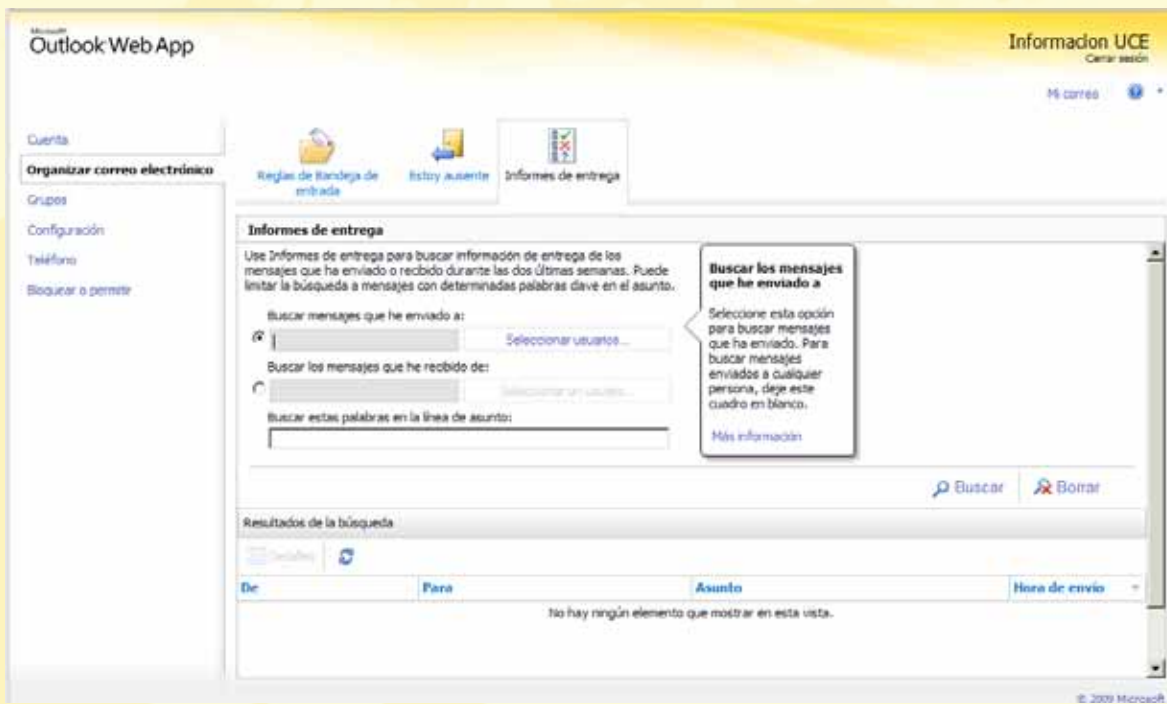 Microsoft
Outlook Web App
Informacion UCE
Cerrar sesión
Mi correo
Cuenta
Organizar correo electrónico
Grupos
Configuración
Teléfono
Bloquear o permitir
Reglas de Bandeja de
entrada
Estoy ausente
Informes de entrega
Informes de entrega
Use Informes de entrega para buscar información de entrega de los
mensajes que ha enviado o recibido durante las dos últimas semanas. Puede
limitar la búsqueda a mensajes con determinadas palabras clave en el asunto.
Buscar mensajes que he enviado a:
Seleccionar usuarios...
Buscar los mensajes que he recibido de:
Seleccionar un usuario...
Buscar estas palabras en la línea de asunto:
Buscar los mensajes
que he enviado a
Seleccione esta opción
para buscar mensajes
que ha enviado. Para
buscar mensajes
enviados a cualquier
persona, deje este
cuadro en blanco.
Más información
Buscar
Borrar
Resultados de la búsqueda
Detalles
De
Para
Asunto
Hora de envío
No hay ningún elemento que mostrar en esta vista.
© 2009 Microsoft